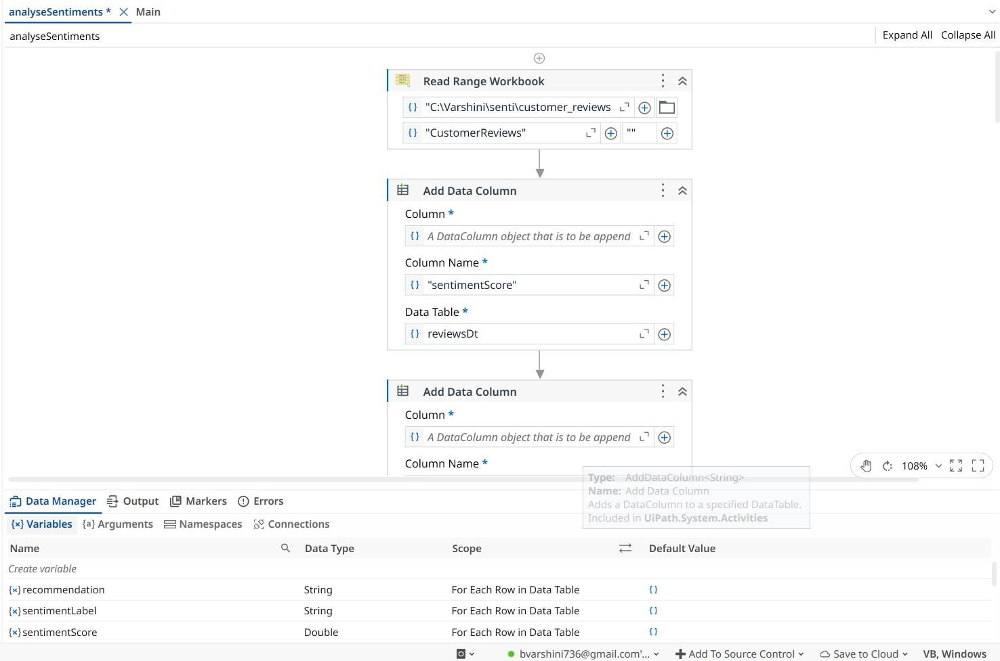 analyseSentiments * Main
analyseSentiments Expand All Collapse All
Read Range Workbook
"C:\Varshini\senti\customer_reviews
"CustomerReviews" ""
Add Data Column
Column *
A DataColumn object that is to be append
Column Name *
"sentimentScore"
Data Table *
reviewsDt
Add Data Column
Column *
A DataColumn object that is to be append
Column Name *
108%
Type: AddDataColumn<String>
Name: Add Data Column
Adds a DataColumn to a specified DataTable.
Included in UiPath.System.Activities
Data Manager Output Markers Errors
{x} Variables {a} Arguments Namespaces Connections
Name Data Type Scope Default Value
Create variable
{x} recommendation String For Each Row in Data Table {}
{x} sentimentLabel String For Each Row in Data Table {}
{x} sentimentScore Double For Each Row in Data Table {}
bvarshini736@gmail.com'... Add To Source Control Save to Cloud VB, Windows